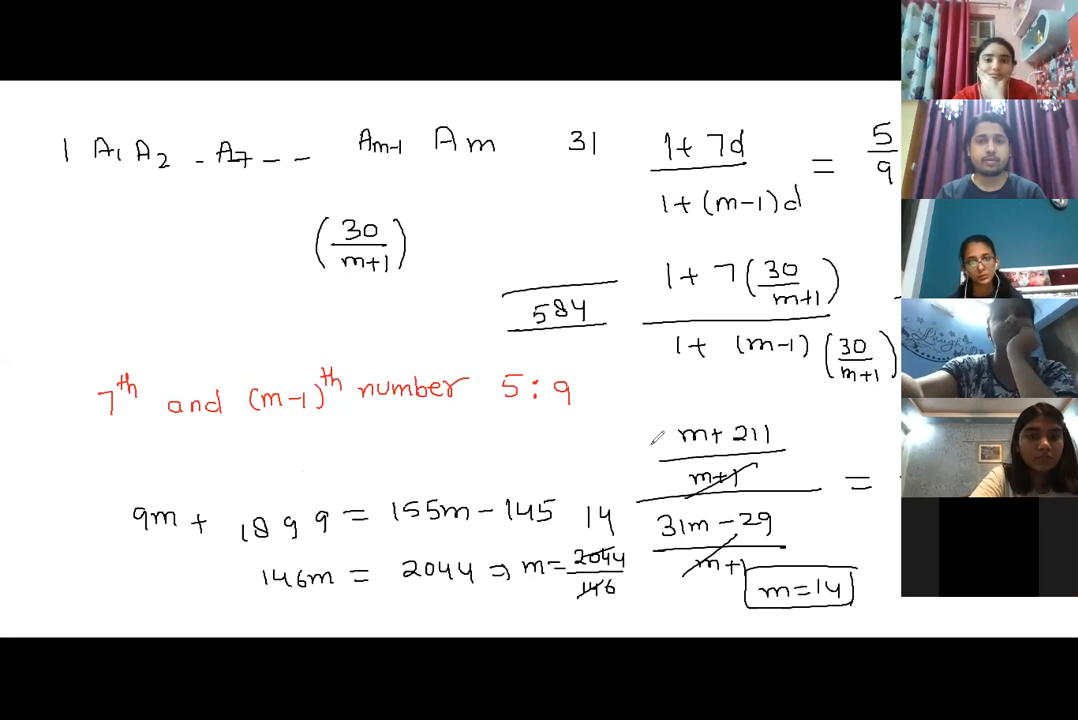 1 A1 A2 - A7 - - Am-1 Am 31
(1+7d)/(1+(m-1)d) = 5/9
(30/(m+1))
584
(1+7(30/(m+1)))/(1+(m-1)(30/(m+1)))
7th and (m-1)th number 5:9
((m+211)/(m+1))/((31m-29)/(m+1)) =
9m + 1899 = 155m - 145
146m = 2044 ⇒ m = 2044/146 14
m=14